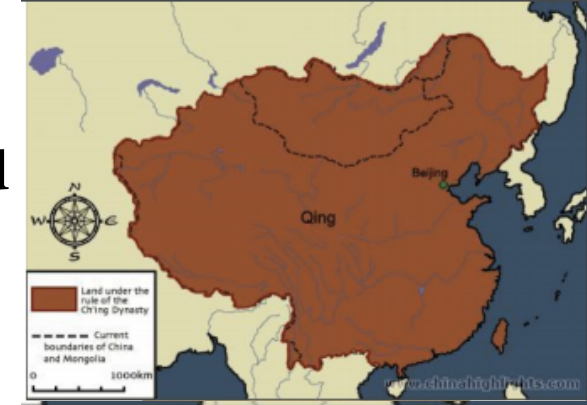 Beijing
Qing
N
W E
S
Land under the
rule of the
Ch'ing Dynasty
Current
boundaries of China
and Mongolia
0 1000km
www.chinahighlights.com